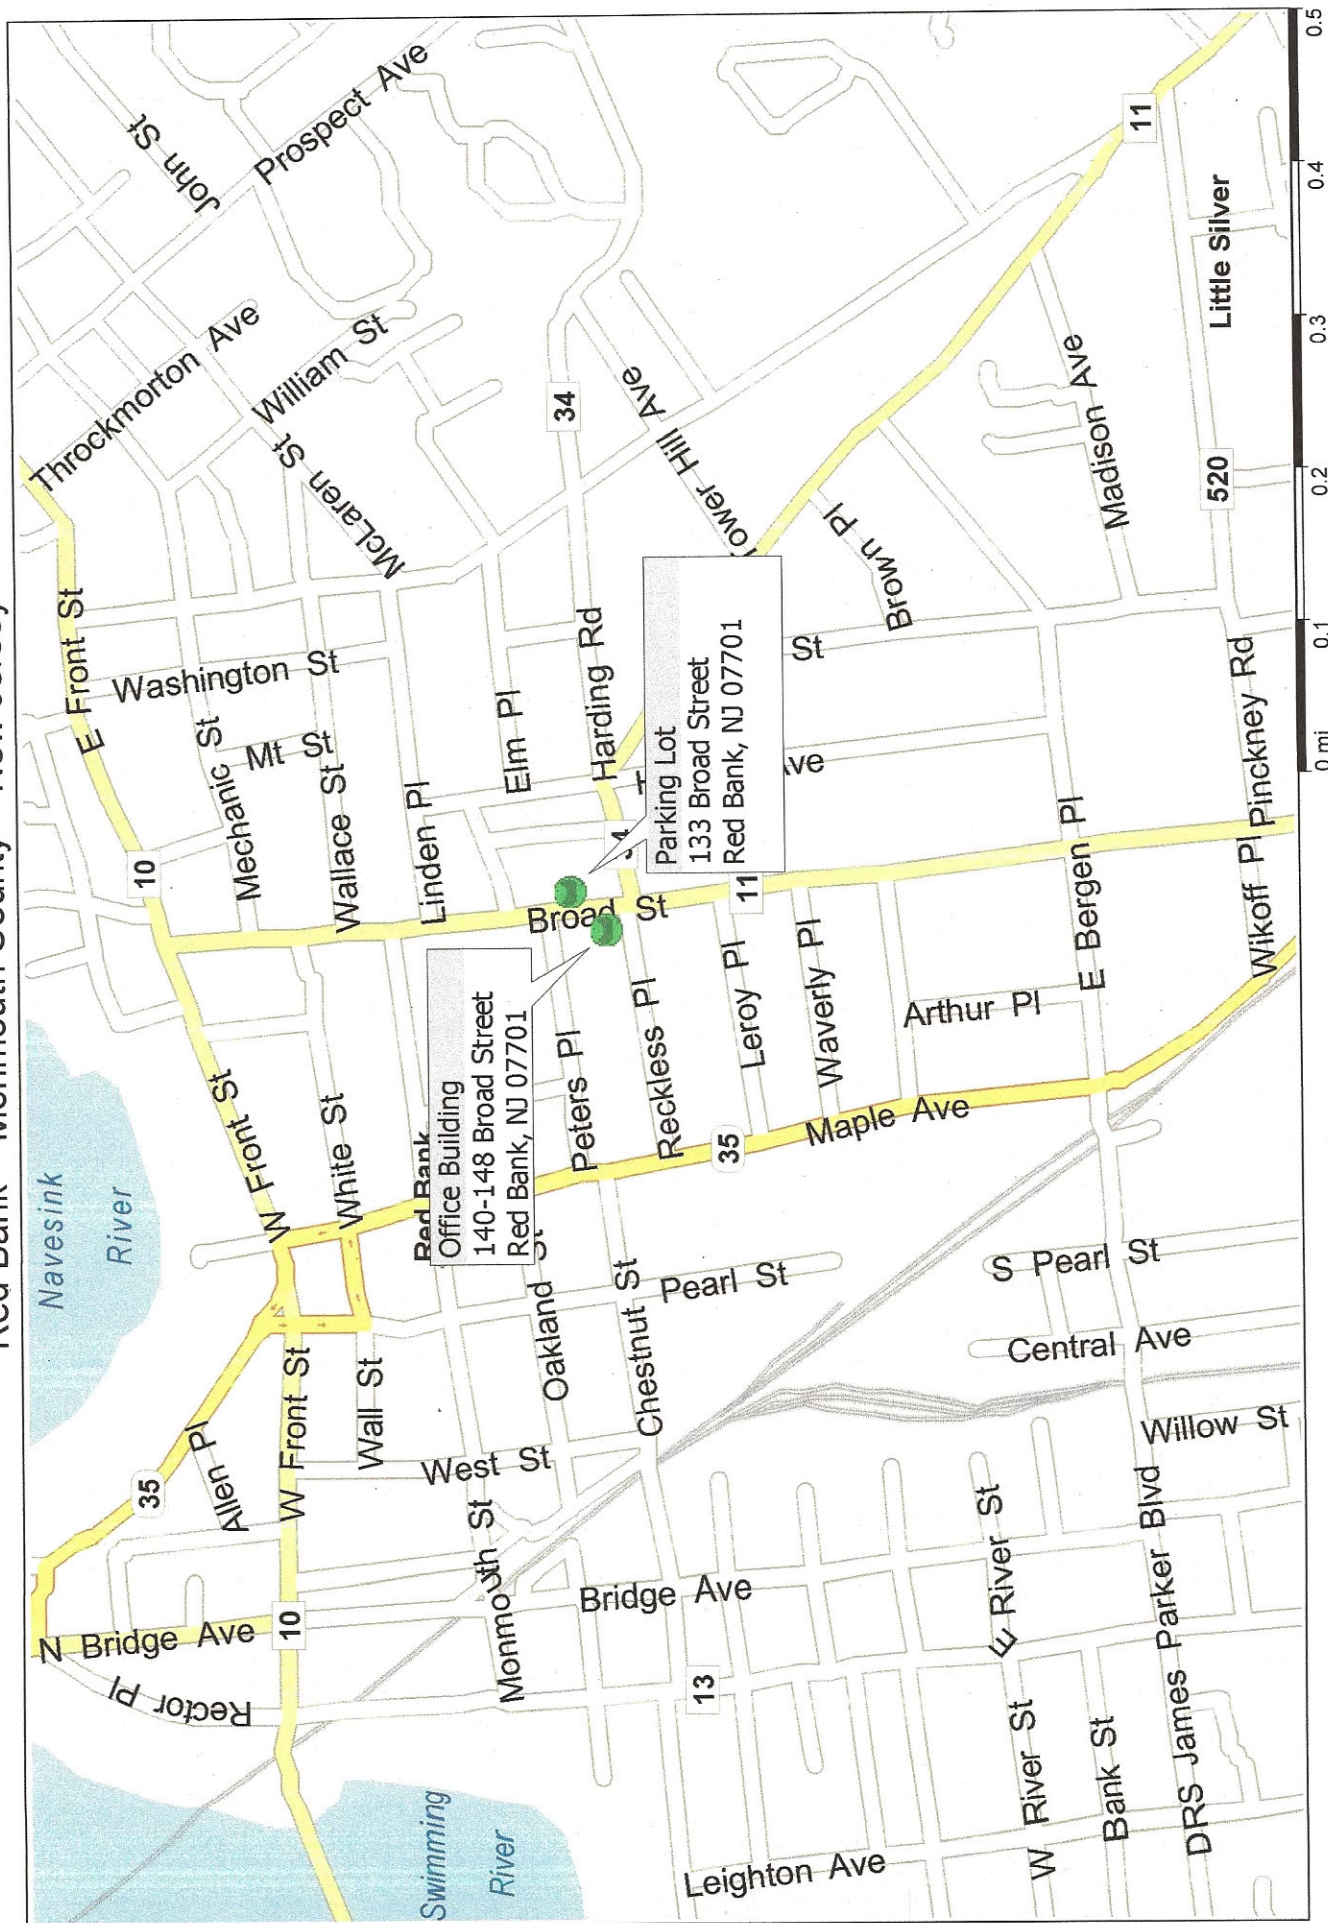 Red Bank - Monmouth County - New Jersey
Navesink
River
N Bridge Ave
Rector Pl
35
Allen Pl
10
E Front St
Throckmorton Ave
John St
Prospect Ave
Washington St
Mechanic St
Mt St
W Front St
White St
Wallace St
William St
McLaren St
10
W Front St
Wall St
Linden Pl
Elm Pl
34
Swimming
River
Monmouth St
West St
Red Bank
Office Building
140-148 Broad Street
Red Bank, NJ 07701
Broad St
Harding Rd
Oakland St
Peters Pl
Chestnut St
Reckless Pl
Bridge Ave
Pearl St
Parking Lot
133 Broad Street
Red Bank, NJ 07701
Tower Hill Ave
13
35
11
Leroy Pl
Waverly Pl
Maple Ave
St
Ave
Brown Pl
Leighton Ave
Arthur Pl
E River St
S Pearl St
Central Ave
W River St
Bank St
E Bergen Pl
Madison Ave
11
Willow St
DRS James Parker Blvd
Wikoff Pl
Pinckney Rd
520
Little Silver
0 mi
0.1
0.2
0.3
0.4
0.5